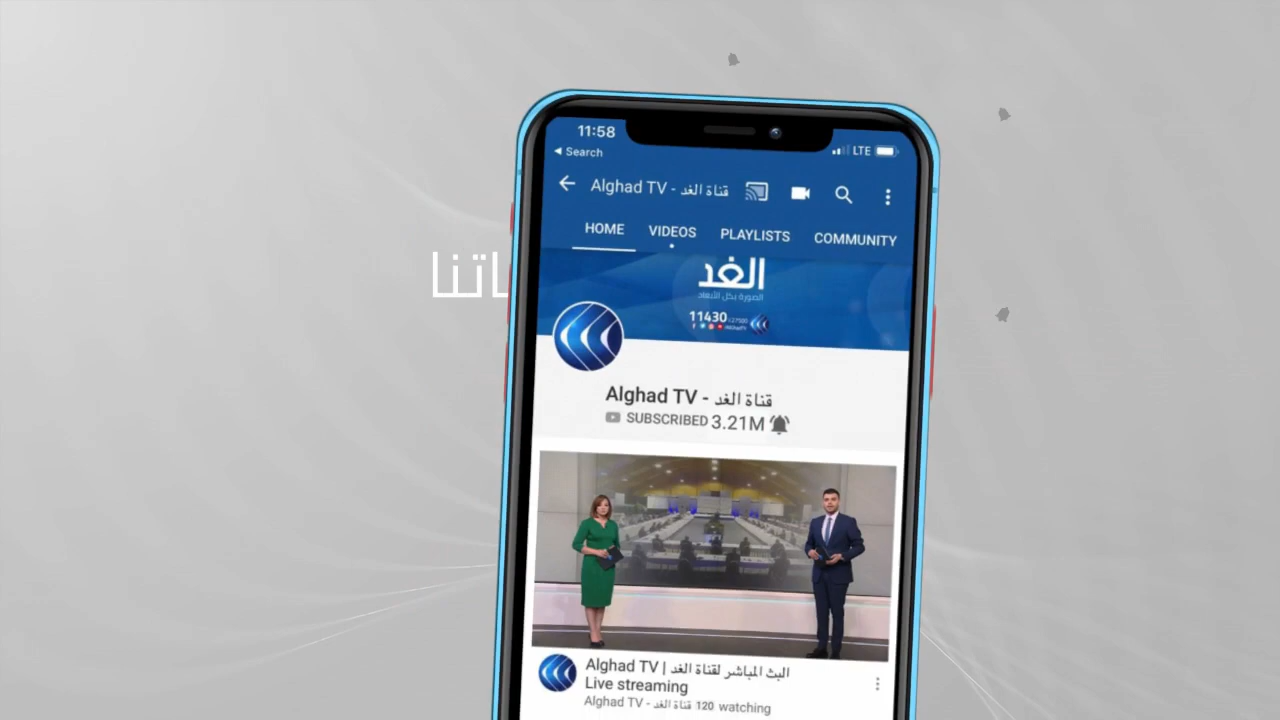 11:58
◄ Search
LTE
Alghad TV - قناة الغد
HOME VIDEOS PLAYLISTS COMMUNITY
الغد
الصورة بكل الأبعاد
11430
اتنا
Alghad TV - قناة الغد
SUBSCRIBED 3.21M
Alghad TV | البث المباشر لقناة الغد
Live streaming
Alghad TV - قناة الغد 120 watching